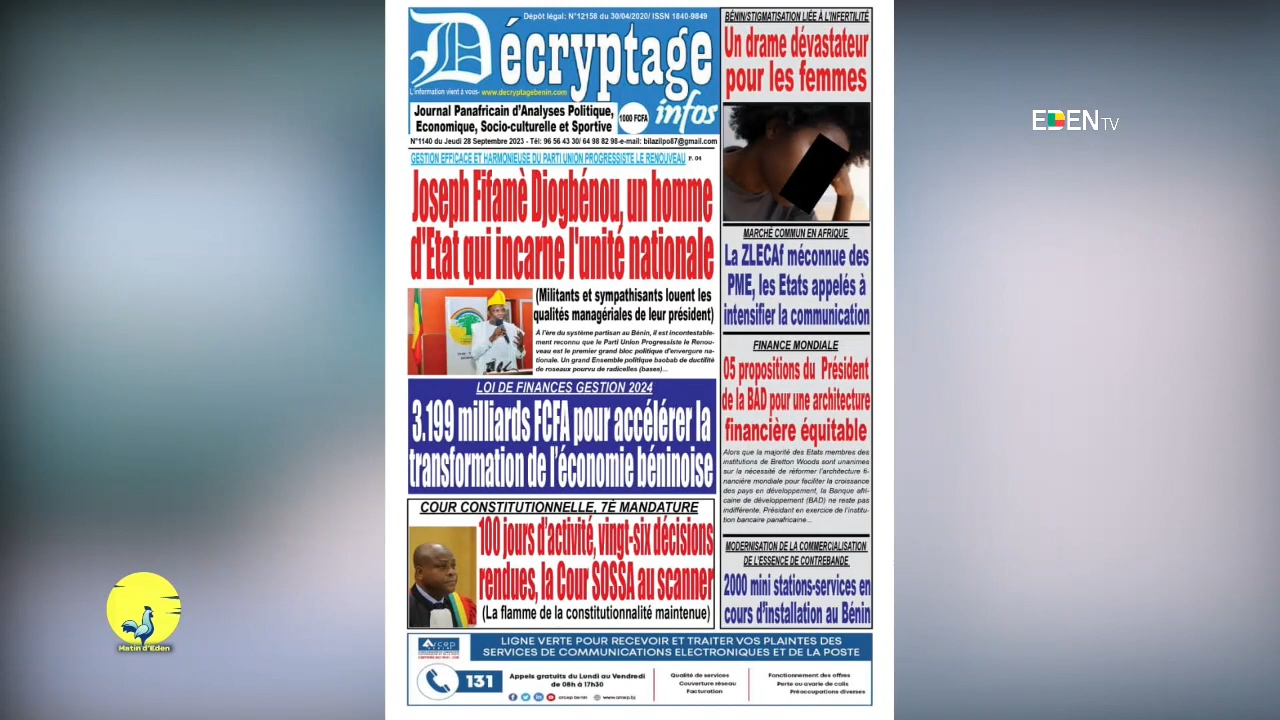 Dépôt légal: N°12158 du 30/04/2020/ ISSN 1840-9849
Décryptage
infos
L'information vient à vous- www.decryptagebenin.com
Journal Panafricain d'Analyses Politique,
Economique, Socio-culturelle et Sportive
1000 FCFA
N°1140 du Jeudi 28 Septembre 2023 - Tél: 96 56 43 30/ 64 98 82 98-e-mail: bilazilpo87@gmail.com
GESTION EFFICACE ET HARMONIEUSE DU PARTI UNION PROGRESSISTE LE RENOUVEAU P. 04
Joseph Fifamè Djogbénou, un homme
d'Etat qui incarne l'unité nationale
(Militants et sympathisants louent les
qualités managériales de leur président)
À l'ère du système partisan au Bénin, il est incontestable-
ment reconnu que le Parti Union Progressiste le Renou-
veau est le premier grand bloc politique d'envergure na-
tionale. Un grand Ensemble politique baobab de ductilité
de roseaux pourvu de radicelles (bases)...
LOI DE FINANCES GESTION 2024
3.199 milliards FCFA pour accélérer la
transformation de l'économie béninoise
COUR CONSTITUTIONNELLE, 7È MANDATURE
100 jours d'activité, vingt-six décisions
rendues, la Cour SOSSA au scanner
(La flamme de la constitutionnalité maintenue)
BÉNIN/STIGMATISATION LIÉE À L'INFERTILITÉ
Un drame dévastateur
pour les femmes
MARCHÉ COMMUN EN AFRIQUE
La ZLECAf méconnue des
PME, les Etats appelés à
intensifier la communication
FINANCE MONDIALE
05 propositions du Président
de la BAD pour une architecture
financière équitable
Alors que la majorité des Etats membres des
institutions de Bretton Woods sont unanimes
sur la nécessité de réformer l'architecture fi-
nancière mondiale pour faciliter la croissance
des pays en développement, la Banque afri-
caine de développement (BAD) ne reste pas
indifférente. Présidant en exercice de l'institu-
tion bancaire panafricaine...
MODERNISATION DE LA COMMERCIALISATION
DE L'ESSENCE DE CONTREBANDE
2000 mini stations-services en
cours d'installation au Bénin
Arcep
BENIN
LIGNE VERTE POUR RECEVOIR ET TRAITER VOS PLAINTES DES
SERVICES DE COMMUNICATIONS ELECTRONIQUES ET DE LA POSTE
131
Appels gratuits du Lundi au Vendredi
de 08h à 17h30
arcep benin www.arcep.bj
Qualité de services
Couverture réseau
Facturation
Fonctionnement des offres
Perte ou avarie de colis
Préoccupations diverses
EDEN TV
Matin d'Eden